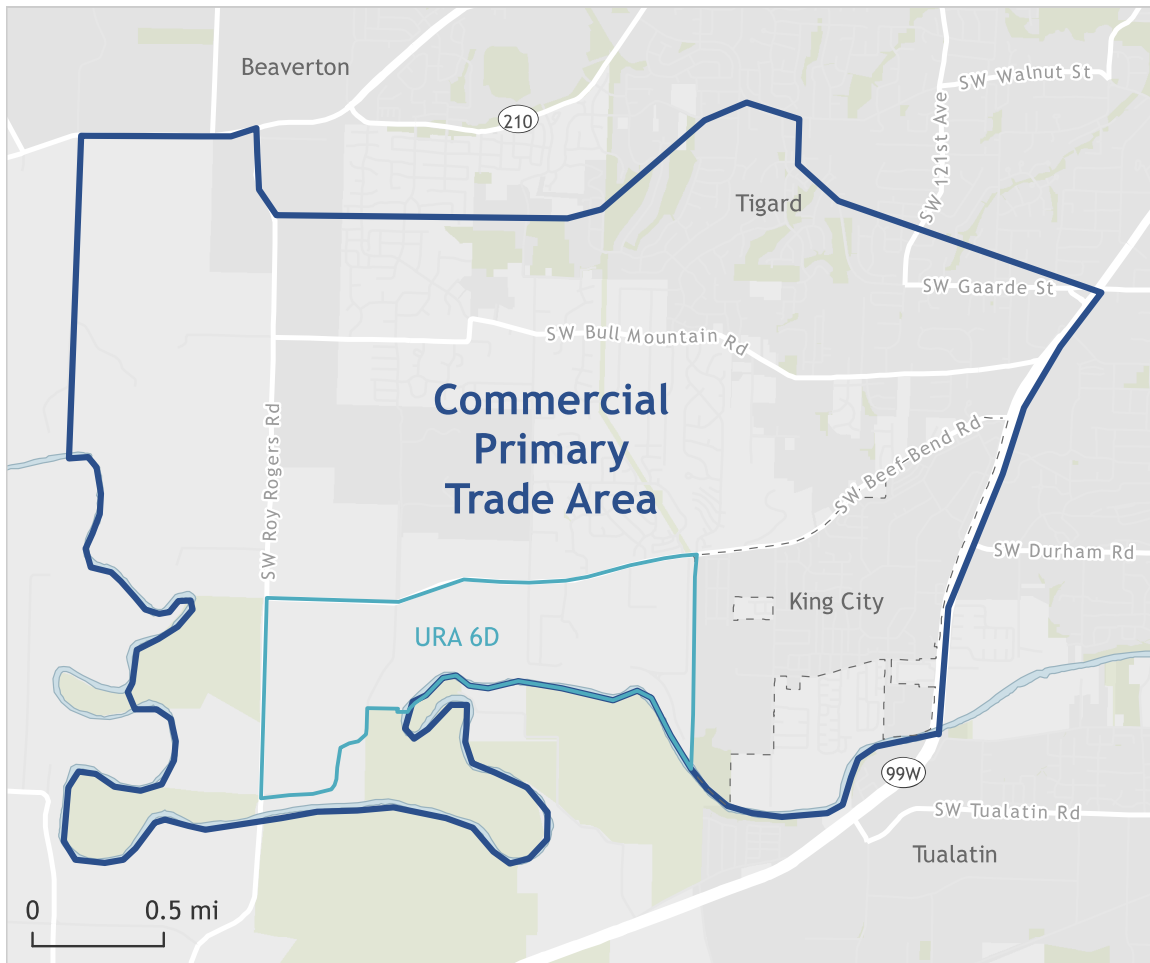 Beaverton
SW Walnut St
210
SW 121st Ave
Tigard
SW Gaarde St
SW Bull Mountain Rd
Commercial
Primary
Trade Area
SW Roy Rogers Rd
SW Beef-Bend Rd
SW Durham Rd
King City
URA 6D
99W
SW Tualatin Rd
Tualatin
0 0.5 mi